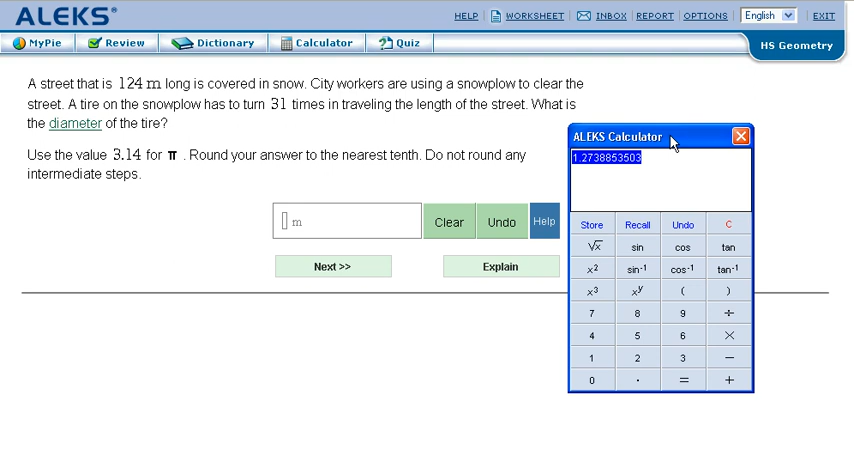 ALEKS®
HELP WORKSHEET INBOX REPORT OPTIONS English EXIT
MyPie Review Dictionary Calculator Quiz
HS Geometry
A street that is 124 m long is covered in snow. City workers are using a snowplow to clear the
street. A tire on the snowplow has to turn 31 times in traveling the length of the street. What is
the diameter of the tire?
Use the value 3.14 for π . Round your answer to the nearest tenth. Do not round any
intermediate steps.
m
Clear Undo Help
Next >> Explain
ALEKS Calculator
1.2738853503
Store Recall Undo C
√x sin cos tan
x² sin⁻¹ cos⁻¹ tan⁻¹
x³ xʸ ( )
7 8 9 ÷
4 5 6 ×
1 2 3 −
0 . = +